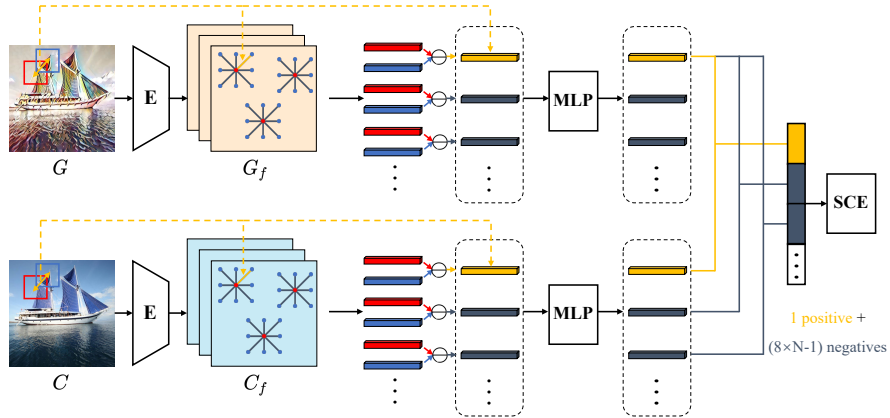 E
MLP
G
G_f
SCE
E
MLP
1 positive +
(8×N-1) negatives
C
C_f